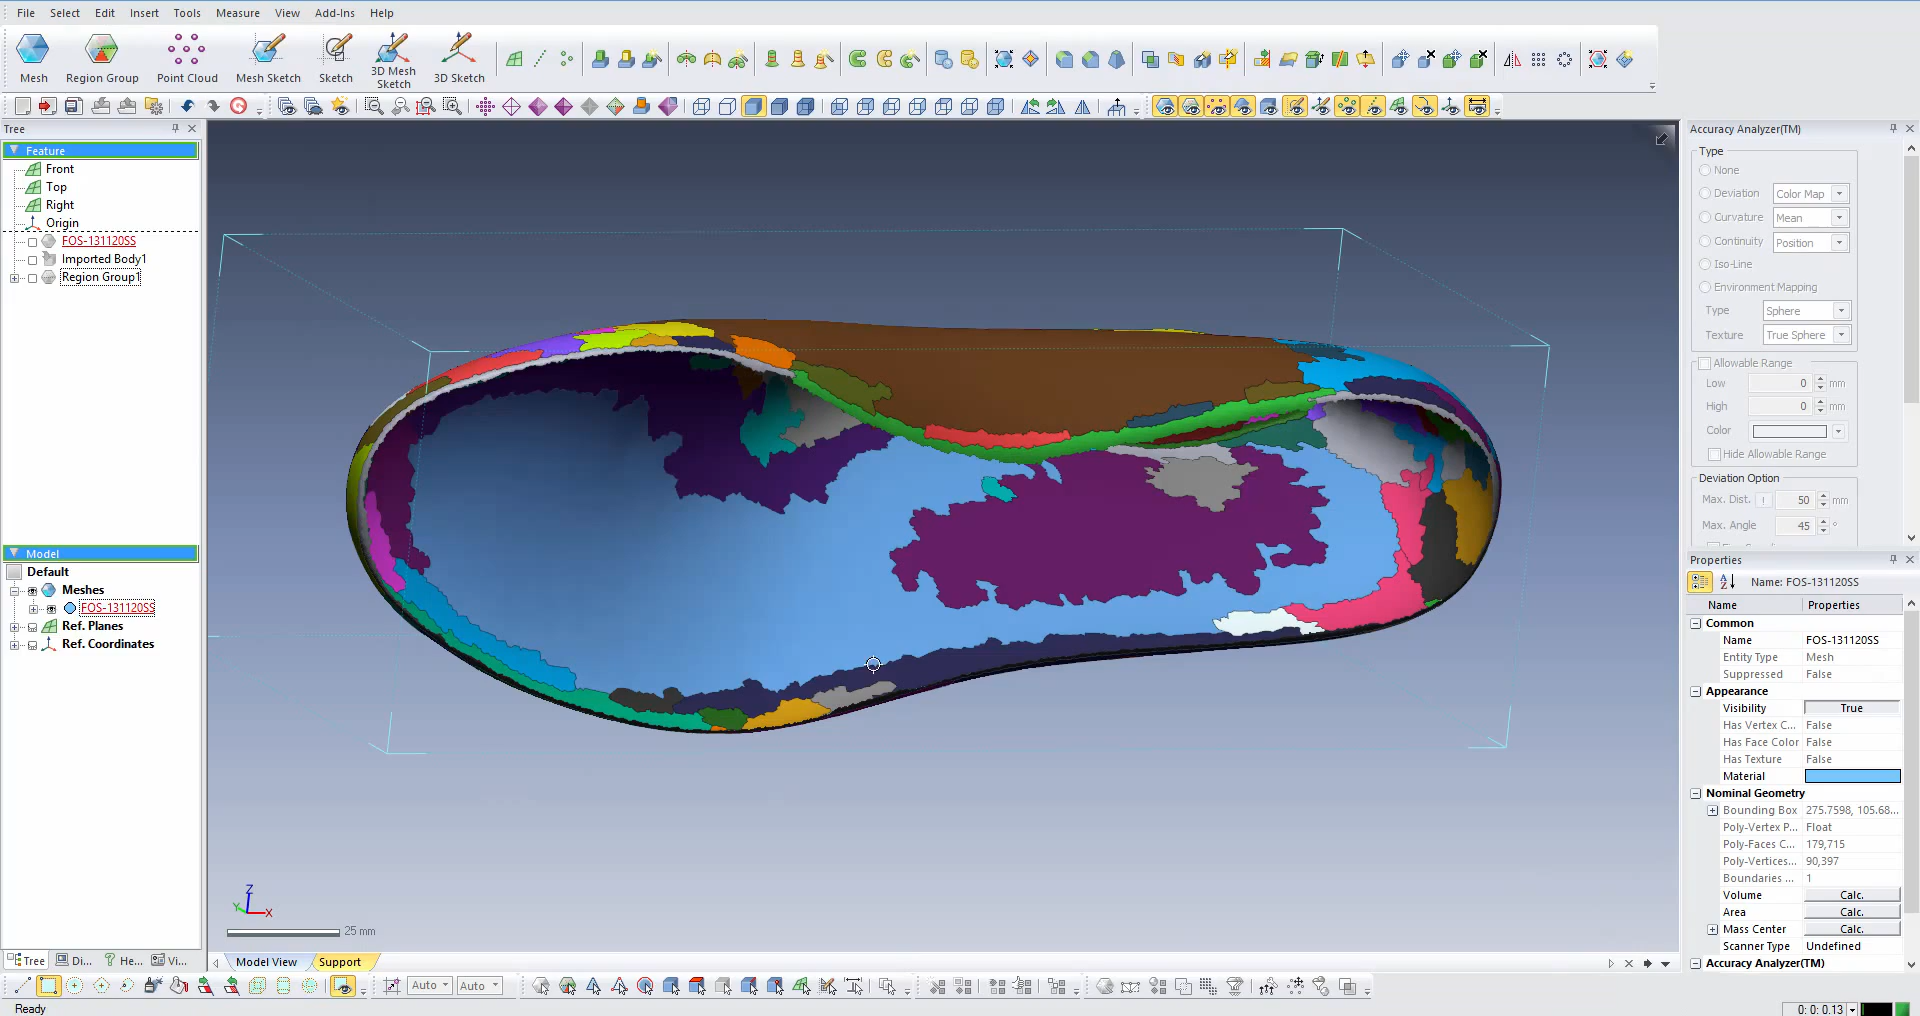 File Select Edit Insert Tools Measure View Add-Ins Help
Mesh Region Group Point Cloud Mesh Sketch Sketch 3D Mesh Sketch 3D Sketch
Tree
Feature
Front
Top
Right
Origin
FOS-131120SS
Imported Body1
Region Group1
Model
Default
Meshes
FOS-131120SS
Ref. Planes
Ref. Coordinates
Tree Di... He... Vi...
Z
Y X
25 mm
Model View Support
Auto Auto
Ready
Accuracy Analyzer(TM)
Type
None
Deviation Color Map
Curvature Mean
Continuity Position
Iso-Line
Environment Mapping
Type Sphere
Texture True Sphere
Allowable Range
Low 0 mm
High 0 mm
Color
Hide Allowable Range
Deviation Option
Max. Dist. ! 50 mm
Max. Angle 45 °
Properties
Name: FOS-131120SS
Name Properties
Common
Name FOS-131120SS
Entity Type Mesh
Suppressed False
Appearance
Visibility True
Has Vertex C... False
Has Face Color False
Has Texture False
Material
Nominal Geometry
Bounding Box 275.7598, 105.68...
Poly-Vertex P... Float
Poly-Faces C... 179,715
Poly-Vertices... 90,397
Boundaries ... 1
Volume Calc.
Area Calc.
Mass Center Calc.
Scanner Type Undefined
Accuracy Analyzer(TM)
0: 0: 0.13